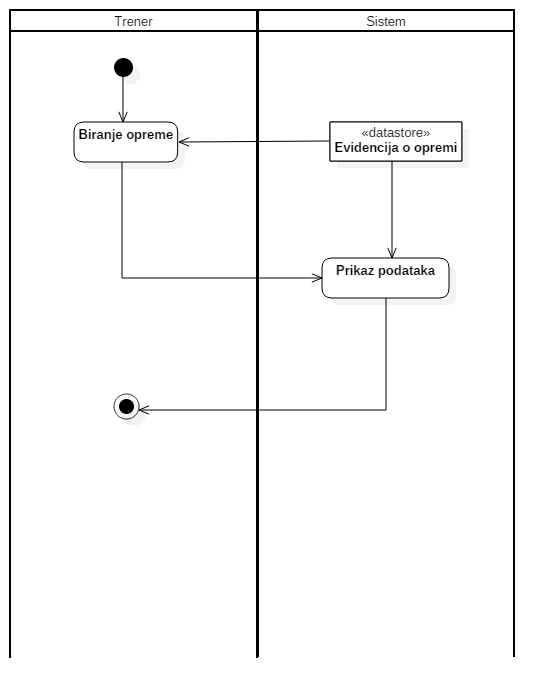 Trener
Sistem
Biranje opreme
«datastore»
Evidencija o opremi
Prikaz podataka